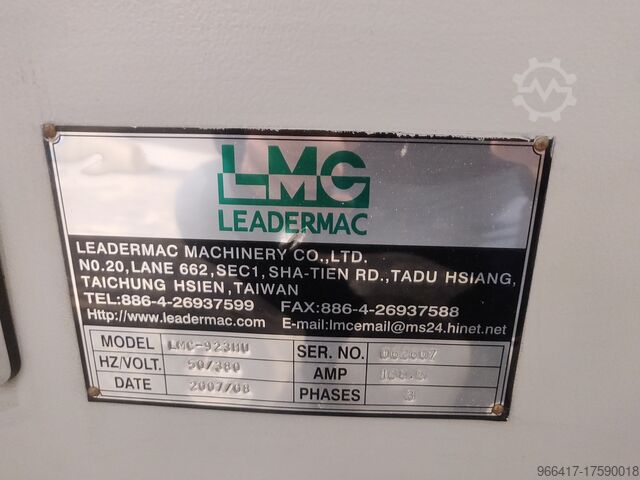 LMC
LEADERMAC
LEADERMAC MACHINERY CO.,LTD.
NO.20,LANE 662,SEC1,SHA-TIEN RD.,TADU HSIANG,
TAICHUNG HSIEN,TAIWAN
TEL:886-4-26937599 FAX:886-4-26937588
Http://www.leadermac.com E-mail:lmcemail@ms24.hinet.net
MODEL LMC-923HU SER. NO.
HZ/VOLT. 50/380 AMP
DATE 2007/08 PHASES 3
966417-17590018